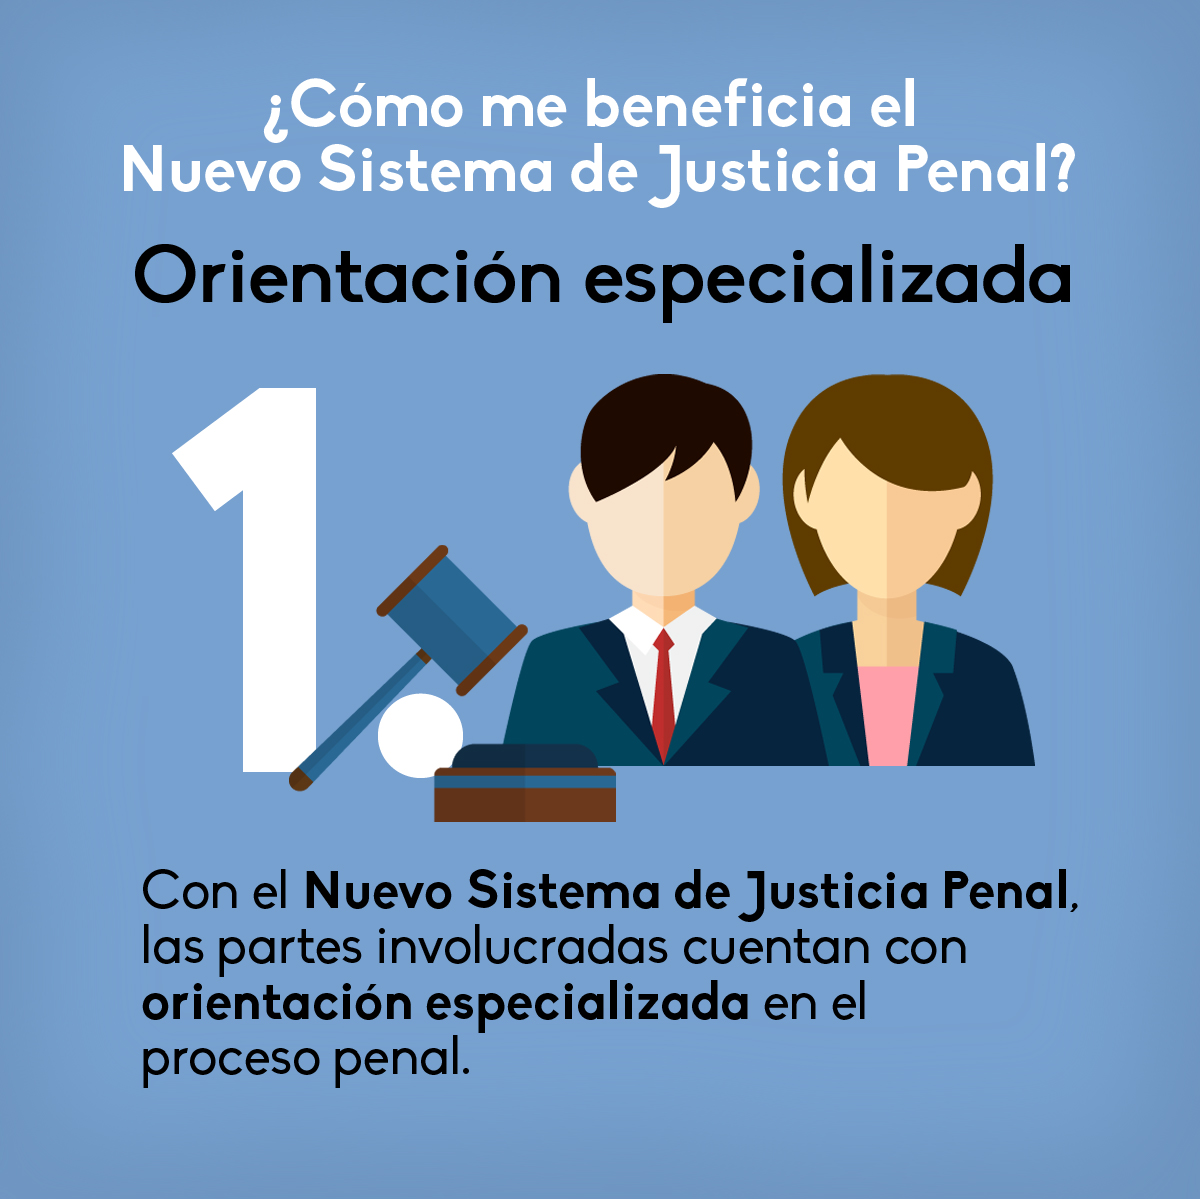 ¿Cómo me beneficia el
Nuevo Sistema de Justicia Penal?
Orientación especializada
1.
Con el Nuevo Sistema de Justicia Penal,
las partes involucradas cuentan con
orientación especializada en el
proceso penal.